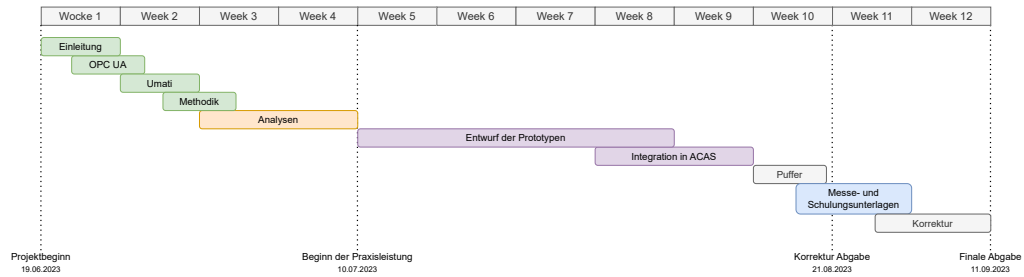 Wocke 1
Week 2
Week 3
Week 4
Week 5
Week 6
Week 7
Week 8
Week 9
Week 10
Week 11
Week 12
Einleitung
OPC UA
Umati
Methodik
Analysen
Entwurf der Prototypen
Integration in ACAS
Puffer
Messe- und
Schulungsunterlagen
Korrektur
Projektbeginn
19.06.2023
Beginn der Praxisleistung
10.07.2023
Korrektur Abgabe
21.08.2023
Finale Abgabe
11.09.2023